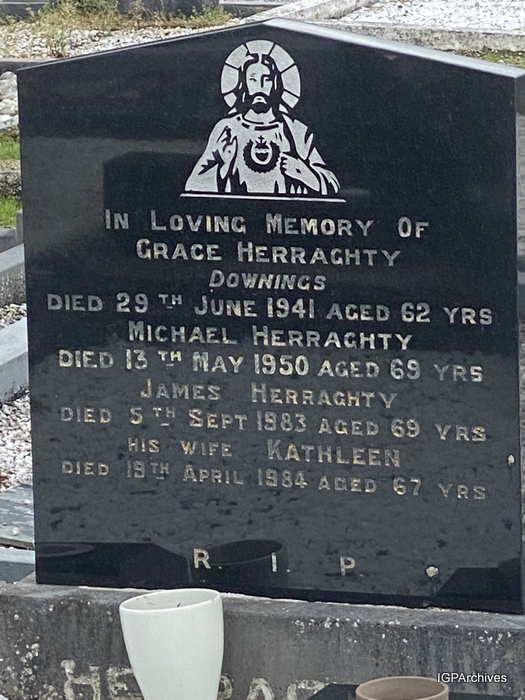 In Loving Memory Of
Grace Herraghty
Downings
Died 29th June 1941 Aged 62 Yrs
Michael Herraghty
Died 13th May 1950 Aged 69 Yrs
James Herraghty
Died 5th Sept 1983 Aged 69 Yrs
His Wife Kathleen
Died 19th April 1984 Aged 67 Yrs
R. I. P.
IGPArchives